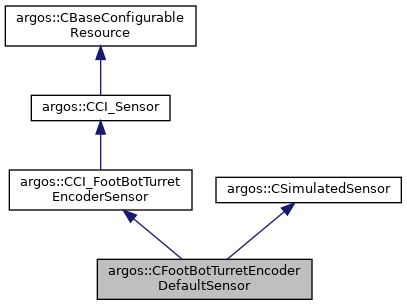 argos::CBaseConfigurable
Resource
argos::CCI_Sensor
argos::CCI_FootBotTurret
EncoderSensor
argos::CSimulatedSensor
argos::CFootBotTurretEncoder
DefaultSensor